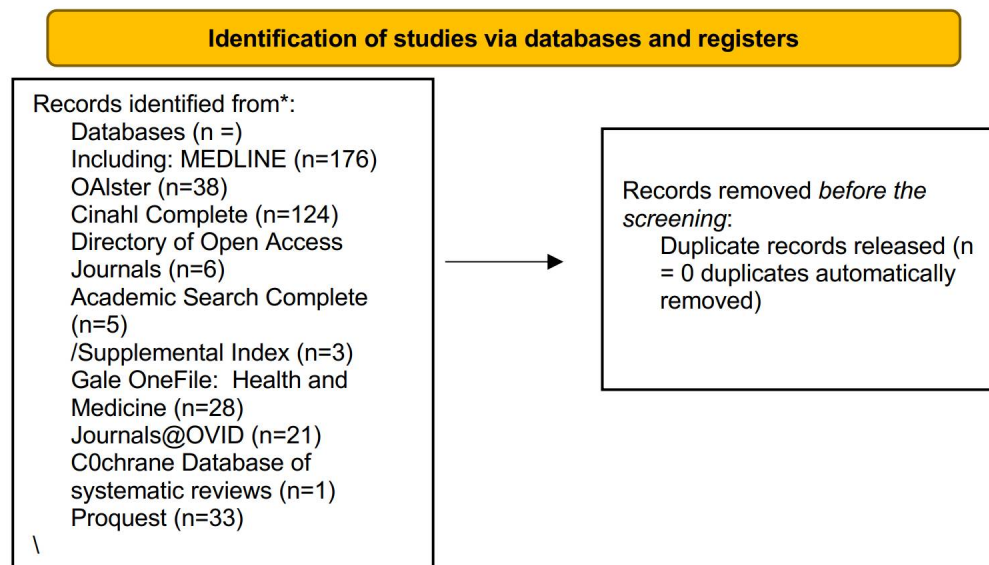 Identification of studies via databases and registers
Records identified from*:
Databases (n =)
Including: MEDLINE (n=176)
OAIster (n=38)
Cinahl Complete (n=124)
Directory of Open Access
Journals (n=6)
Academic Search Complete
(n=5)
/Supplemental Index (n=3)
Gale OneFile:  Health and
Medicine (n=28)
Journals@OVID (n=21)
C0chrane Database of
systematic reviews (n=1)
Proquest (n=33)
\
Records removed before the
screening:
Duplicate records released (n
= 0 duplicates automatically
removed)